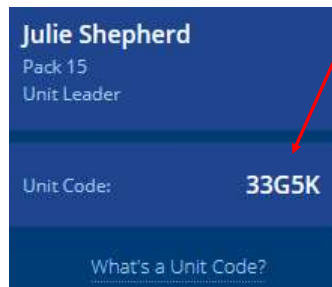 Julie Shepherd
Pack 15
Unit Leader
Unit Code: 33G5K
What's a Unit Code?